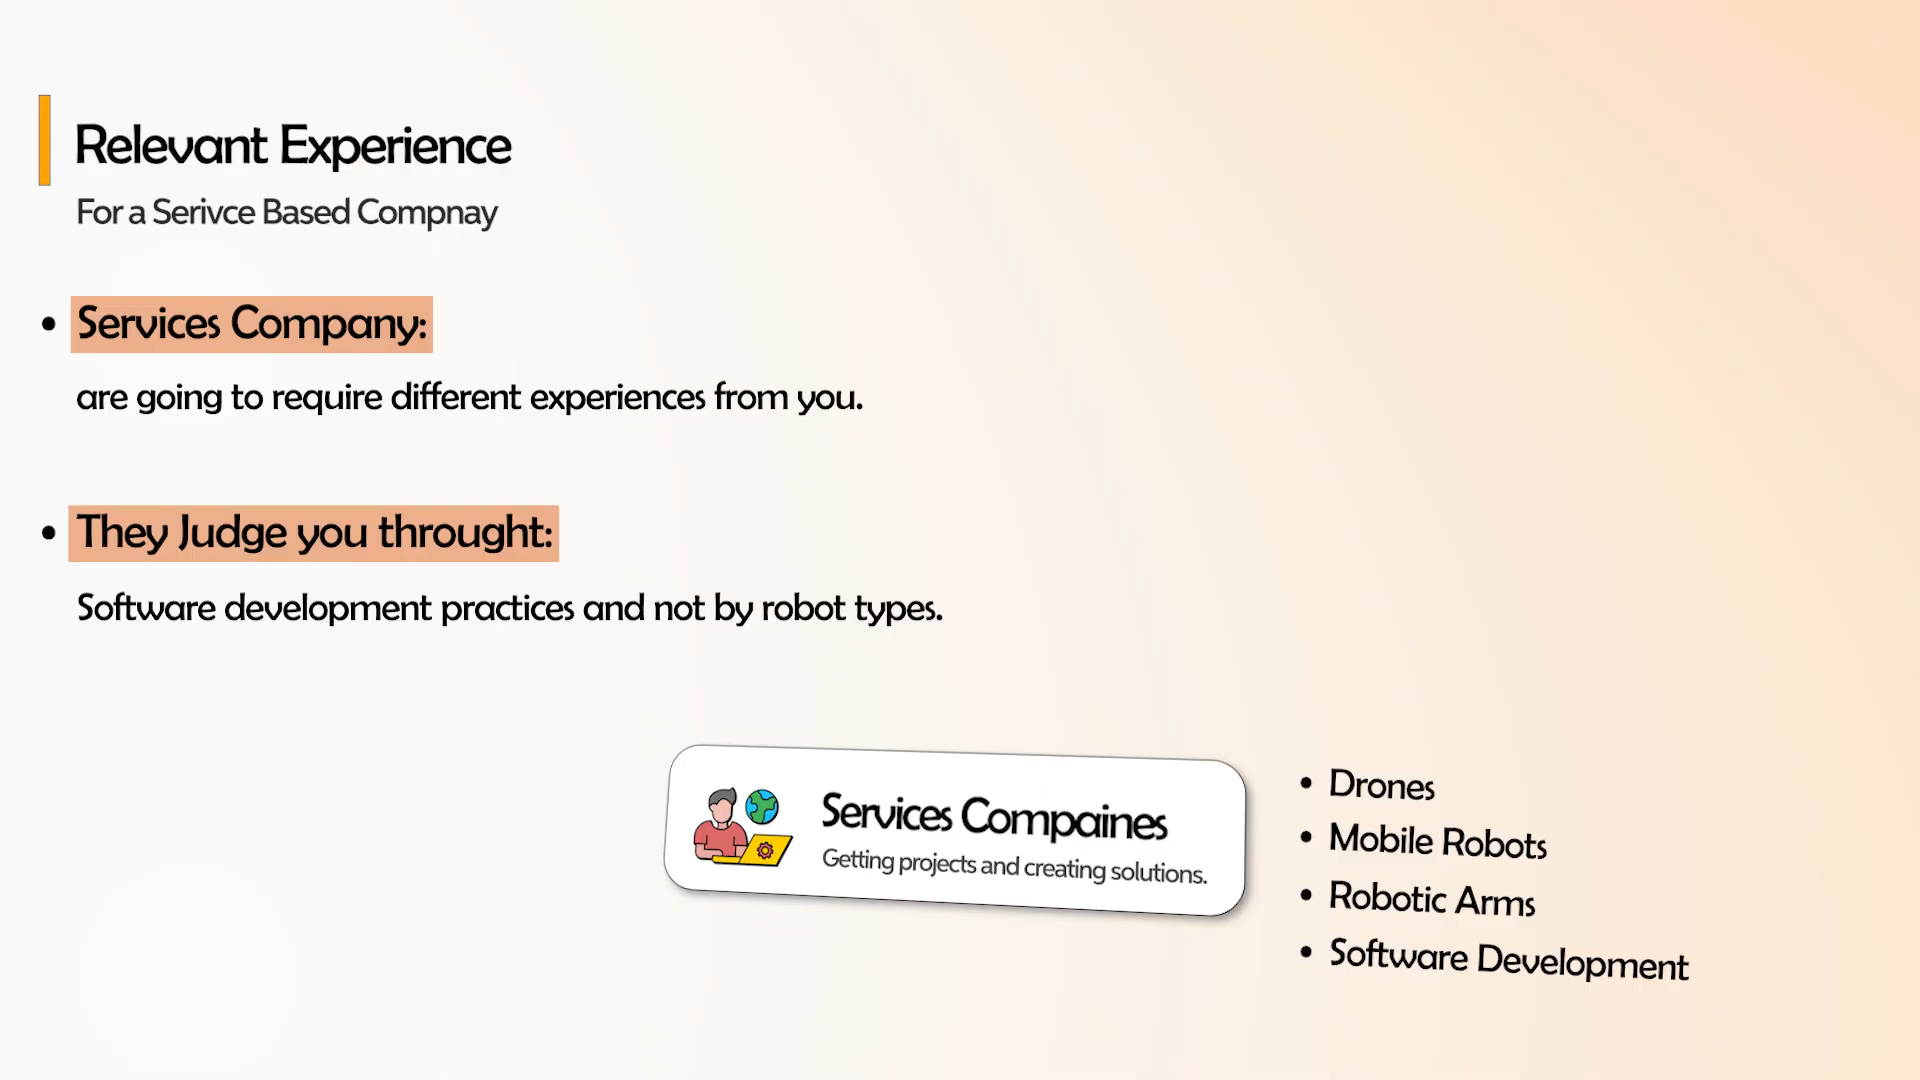 Relevant Experience
For a Serivce Based Compnay
• Services Company:
are going to require different experiences from you.
• They Judge you throught:
Software development practices and not by robot types.
Services Compaines
Getting projects and creating solutions.
• Drones
• Mobile Robots
• Robotic Arms
• Software Development